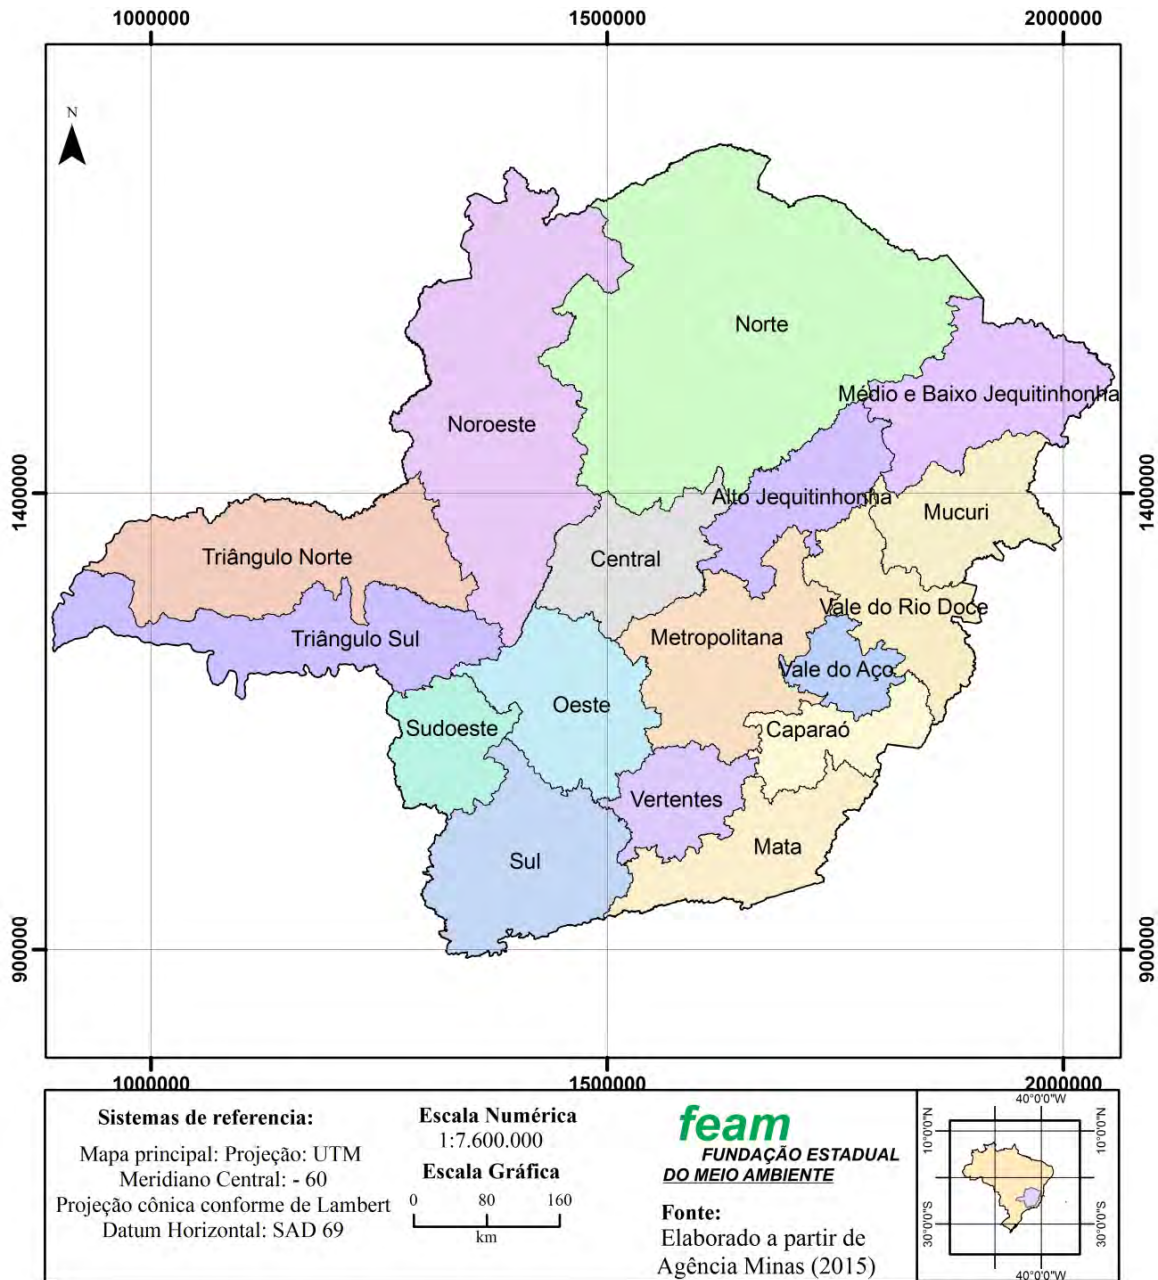 1000000
1500000
2000000
N
Norte
Médio e Baixo Jequitinhonha
Noroeste
1400000
1400000
Alto Jequitinhonha
Mucuri
Triângulo Norte
Central
Vale do Rio Doce
Triângulo Sul
Metropolitana
Vale do Aço
Oeste
Sudoeste
Caparaó
Vertentes
Mata
Sul
900000
900000
1000000
1500000
2000000
Sistemas de referencia:
Mapa principal: Projeção: UTM
Meridiano Central: - 60
Projeção cônica conforme de Lambert
Datum Horizontal: SAD 69
Escala Numérica
1:7.600.000
Escala Gráfica
0 80 160
km
feam
FUNDAÇÃO ESTADUAL
DO MEIO AMBIENTE
Fonte:
Elaborado a partir de
Agência Minas (2015)
40°0'0"W
10°0'0"N
10°0'0"N
30°0'0"S
30°0'0"S
40°0'0"W